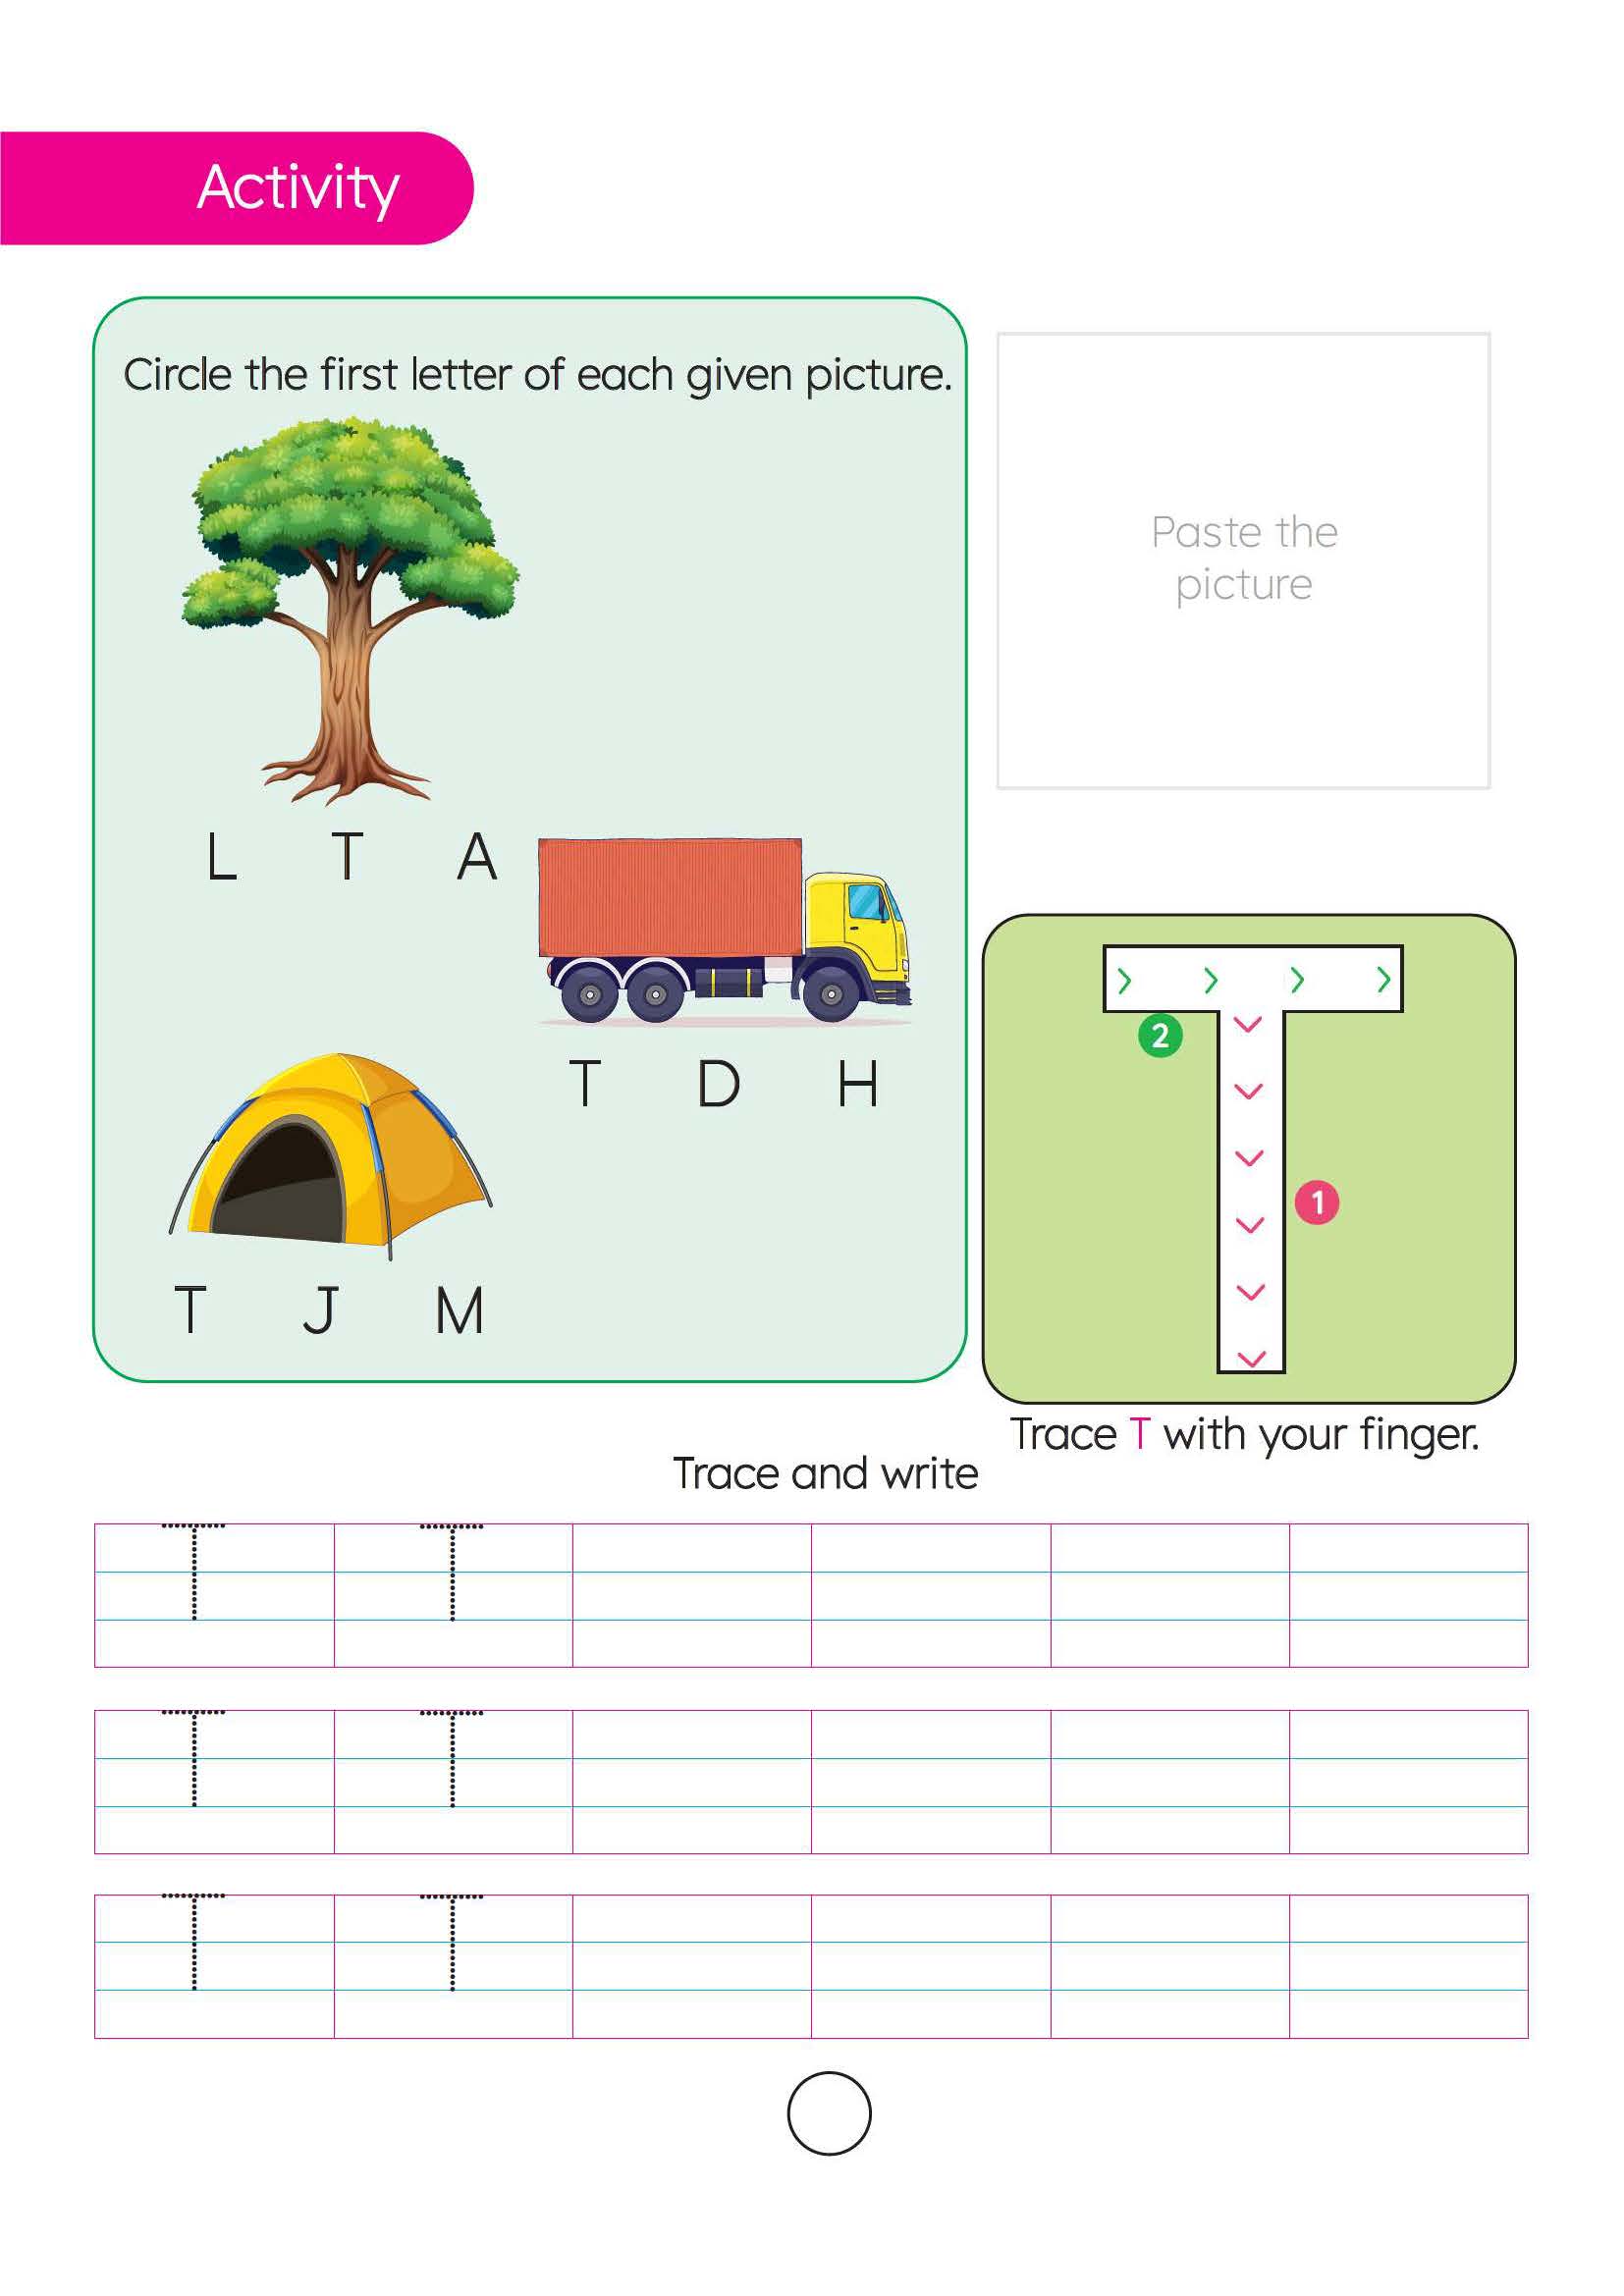 Activity
Circle the first letter of each given picture.
Paste the
picture
L T A
T D H
T J M
2
1
Trace T with your finger.
Trace and write
T T
T T
T T